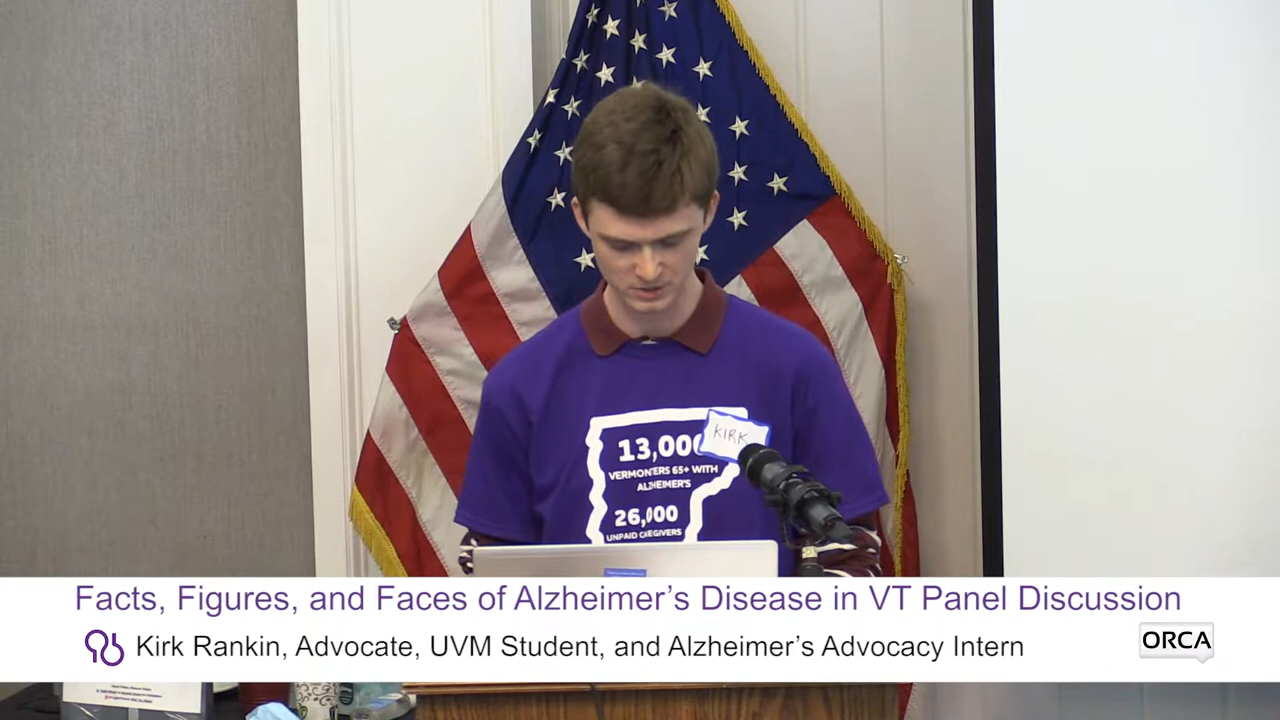 KIRK
13,000
VERMONTERS 65+ WITH
ALZHEIMER'S
26,000
UNPAID CAREGIVERS
Facts, Figures, and Faces of Alzheimer's Disease in VT Panel Discussion
Kirk Rankin, Advocate, UVM Student, and Alzheimer's Advocacy Intern
ORCA